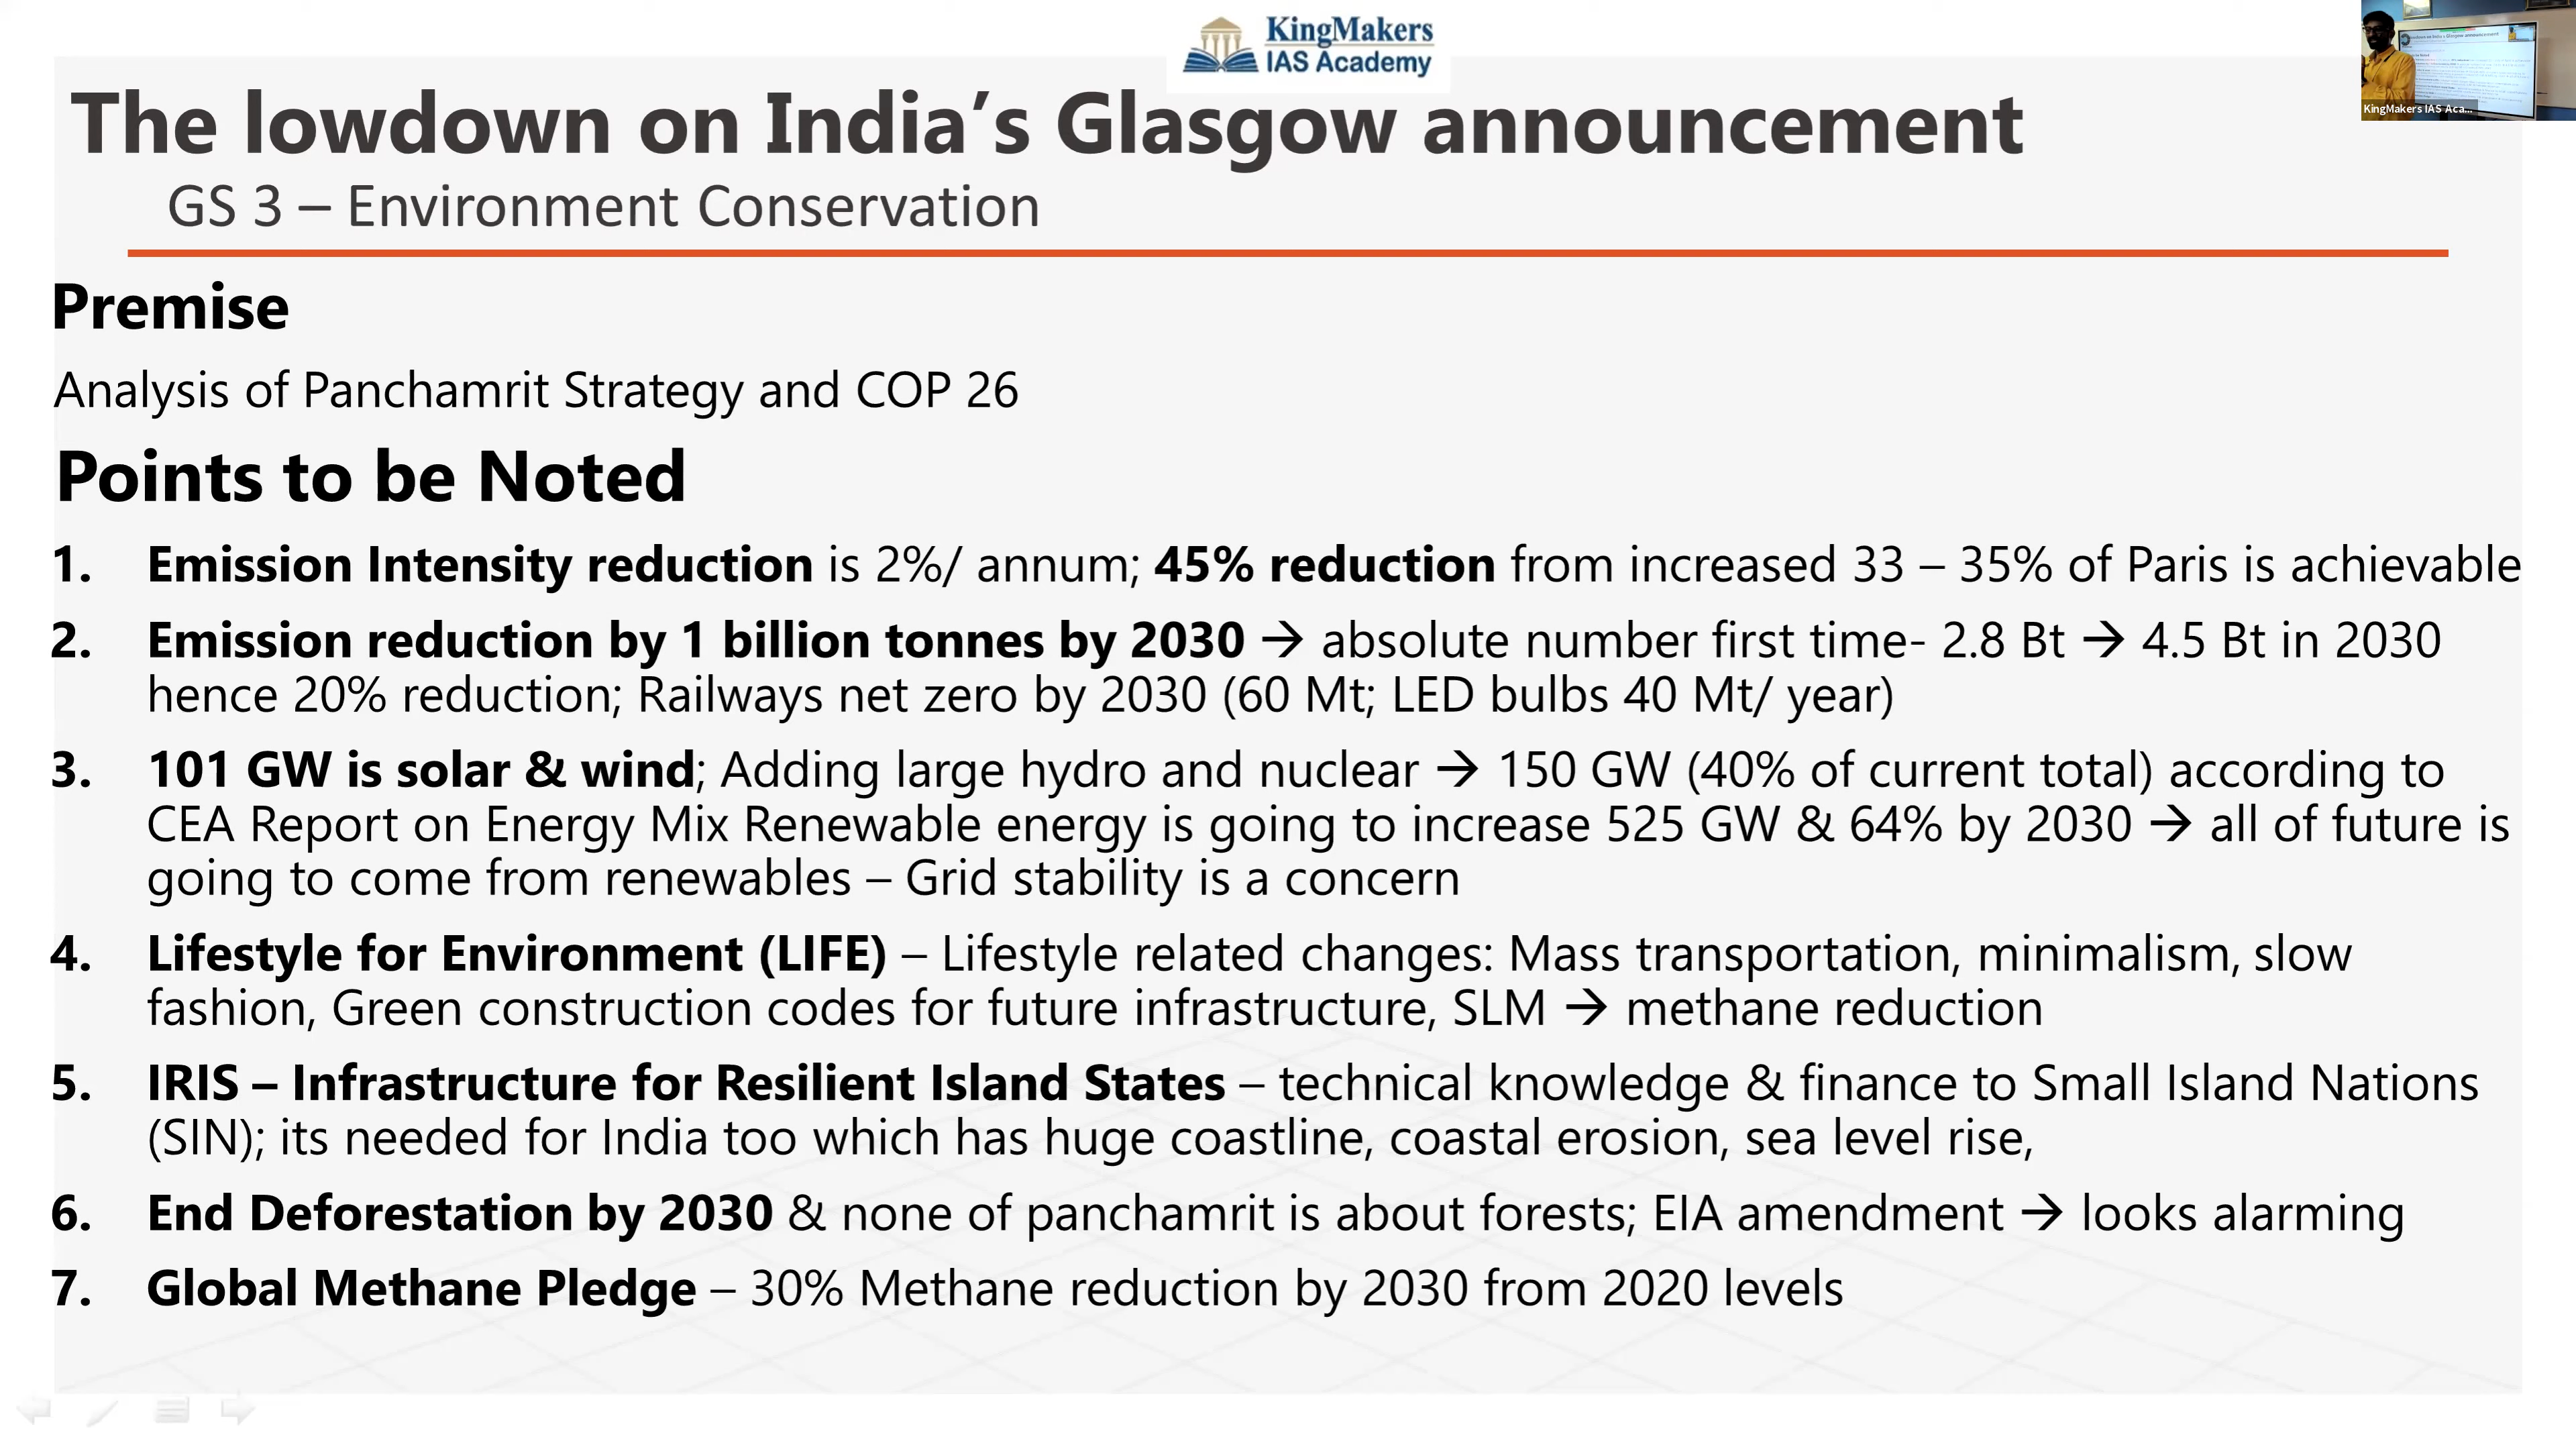 KingMakers
IAS Academy
KingMakers IAS Aca...
The lowdown on India’s Glasgow announcement
GS 3 – Environment Conservation
Premise
Analysis of Panchamrit Strategy and COP 26
Points to be Noted
1. Emission Intensity reduction is 2%/ annum; 45% reduction from increased 33 – 35% of Paris is achievable
2. Emission reduction by 1 billion tonnes by 2030 → absolute number first time- 2.8 Bt → 4.5 Bt in 2030
hence 20% reduction; Railways net zero by 2030 (60 Mt; LED bulbs 40 Mt/ year)
3. 101 GW is solar & wind; Adding large hydro and nuclear → 150 GW (40% of current total) according to
CEA Report on Energy Mix Renewable energy is going to increase 525 GW & 64% by 2030 → all of future is
going to come from renewables – Grid stability is a concern
4. Lifestyle for Environment (LIFE) – Lifestyle related changes: Mass transportation, minimalism, slow
fashion, Green construction codes for future infrastructure, SLM → methane reduction
5. IRIS – Infrastructure for Resilient Island States – technical knowledge & finance to Small Island Nations
(SIN); its needed for India too which has huge coastline, coastal erosion, sea level rise,
6. End Deforestation by 2030 & none of panchamrit is about forests; EIA amendment → looks alarming
7. Global Methane Pledge – 30% Methane reduction by 2030 from 2020 levels